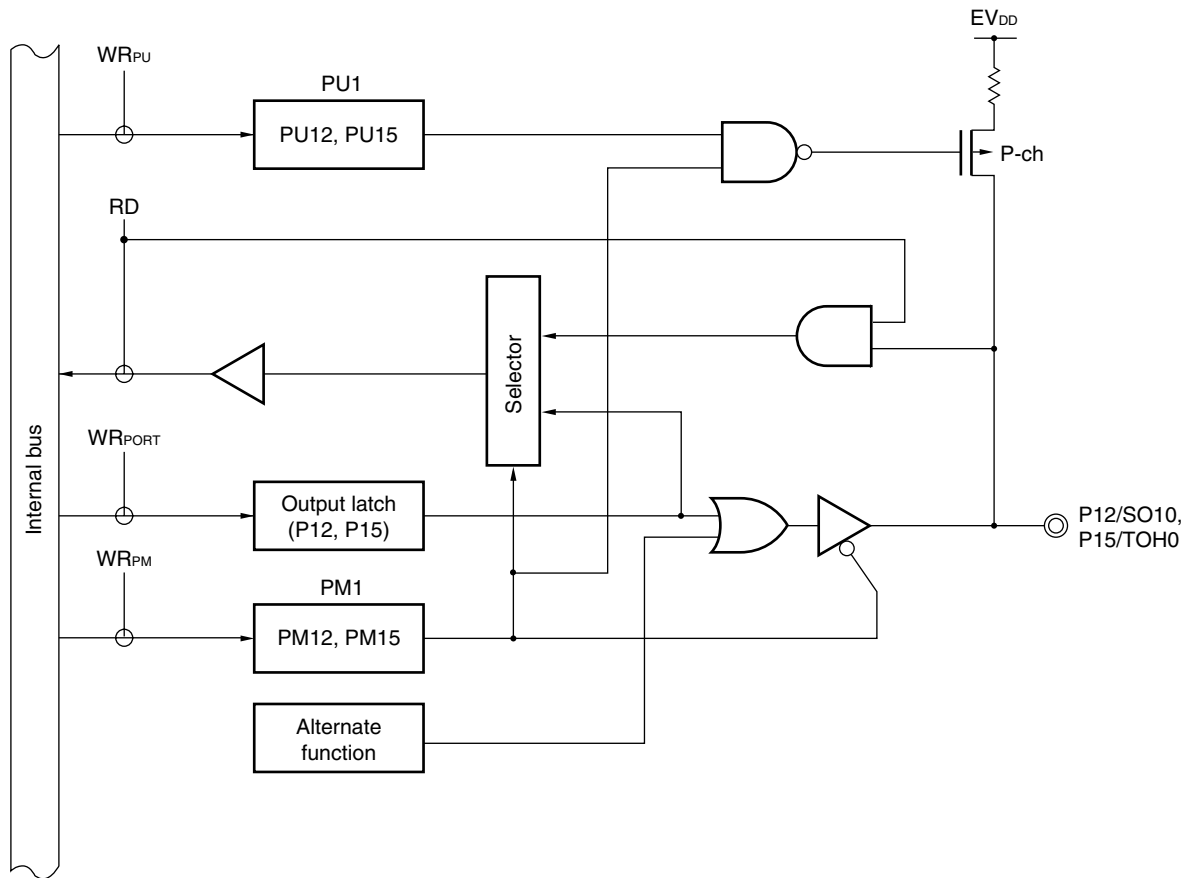 EVDD
WRPU
PU1
PU12, PU15
P-ch
RD
Selector
Internal bus
WRPORT
Output latch
(P12, P15)
P12/SO10,
P15/TOH0
WRPM
PM1
PM12, PM15
Alternate
function